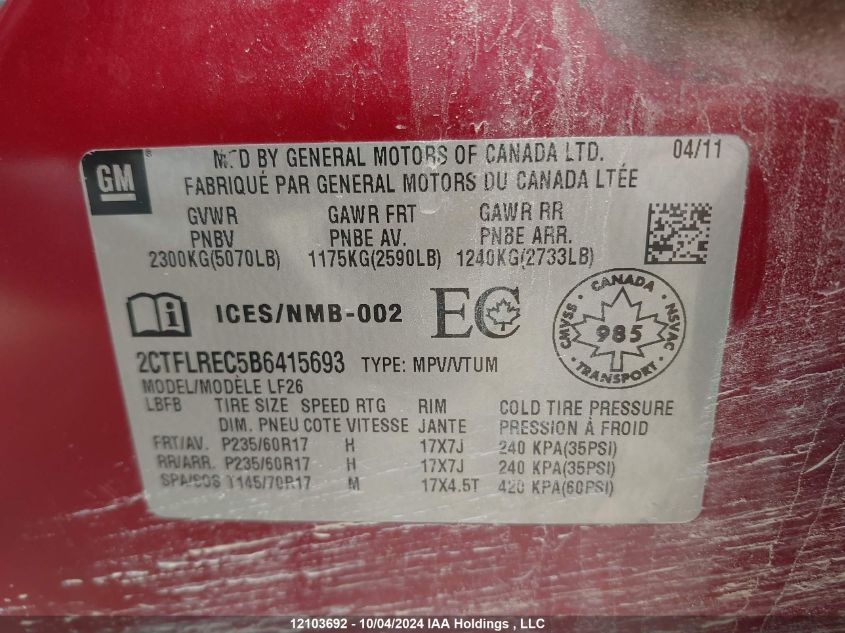 GM
MFD BY GENERAL MOTORS OF CANADA LTD. 04/11
FABRIQUÉ PAR GENERAL MOTORS DU CANADA LTÉE
GVWR GAWR FRT GAWR RR
PNBV PNBE AV. PNBE ARR.
2300KG(5070LB) 1175KG(2590LB) 1240KG(2733LB)
ICES/NMB-002 EC
CANADA
CMVSS 985 NSVAC
TRANSPORT
2CTFLREC5B6415693 TYPE: MPV/VTUM
MODEL/MODÈLE LF26
LBFB TIRE SIZE SPEED RTG RIM COLD TIRE PRESSURE
DIM. PNEU COTE VITESSE JANTE PRESSION À FROID
FRT/AV. P235/60R17 H 17X7J 240 KPA(35PSI)
RR/ARR. P235/60R17 H 17X7J 240 KPA(35PSI)
SPA/SOS T145/70R17 M 17X4.5T 420 KPA(60PSI)
12103692 - 10/04/2024 IAA Holdings , LLC